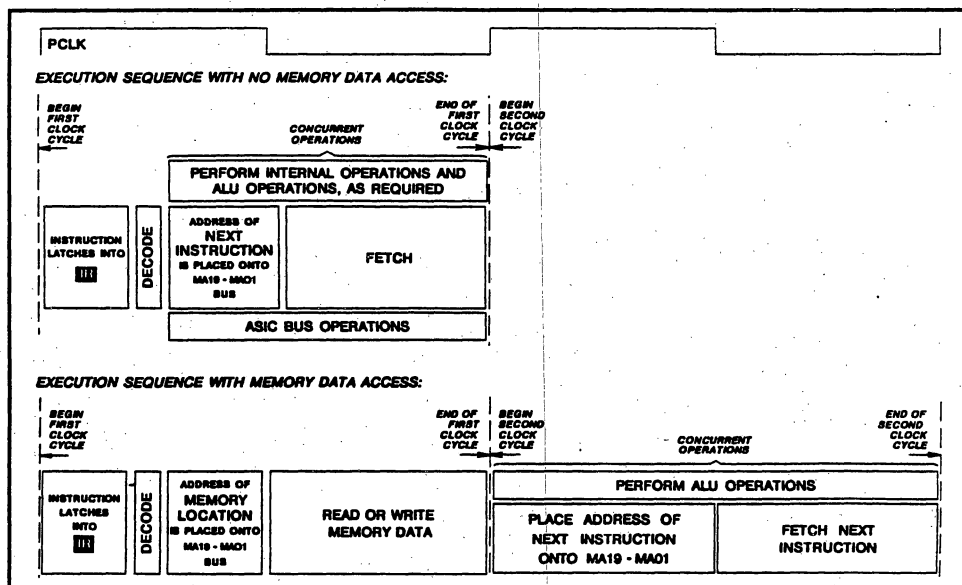 PCLK
EXECUTION SEQUENCE WITH NO MEMORY DATA ACCESS:
BEGIN
FIRST
CLOCK
CYCLE
CONCURRENT
OPERATIONS
END OF
FIRST
CLOCK
CYCLE
BEGIN
SECOND
CLOCK
CYCLE
PERFORM INTERNAL OPERATIONS AND
ALU OPERATIONS, AS REQUIRED
INSTRUCTION
LATCHES INTO
DECODE
ADDRESS OF
NEXT
INSTRUCTION
IS PLACED ONTO
MA19 - MA01
BUS
FETCH
ASIC BUS OPERATIONS
EXECUTION SEQUENCE WITH MEMORY DATA ACCESS:
BEGIN
FIRST
CLOCK
CYCLE
END OF
FIRST
CLOCK
CYCLE
BEGIN
SECOND
CLOCK
CYCLE
CONCURRENT
OPERATIONS
END OF
SECOND
CLOCK
CYCLE
INSTRUCTION
LATCHES
INTO
DECODE
ADDRESS OF
MEMORY
LOCATION
IS PLACED ONTO
MA19 - MA01
BUS
READ OR WRITE
MEMORY DATA
PERFORM ALU OPERATIONS
PLACE ADDRESS OF
NEXT INSTRUCTION
ONTO MA19 - MA01
FETCH NEXT
INSTRUCTION